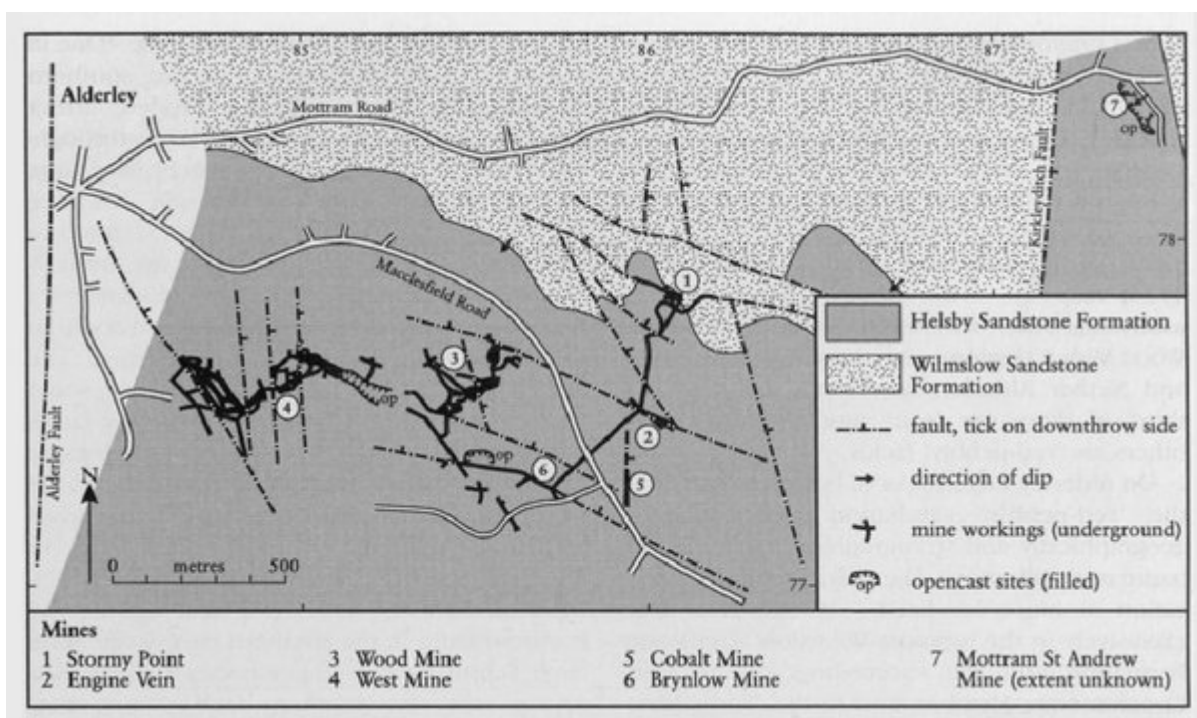 85
86
87
Alderley
Mottram Road
7
op
Kirkleyditch Fault
78
Macclesfield Road
1
3
4
op
2
op
6
5
Alderley Fault
N
0 metres 500
77
Helsby Sandstone Formation
Wilmslow Sandstone
Formation
fault, tick on downthrow side
direction of dip
mine workings (underground)
op
opencast sites (filled)
Mines
1 Stormy Point
2 Engine Vein
3 Wood Mine
4 West Mine
5 Cobalt Mine
6 Brynlow Mine
7 Mottram St Andrew
Mine (extent unknown)